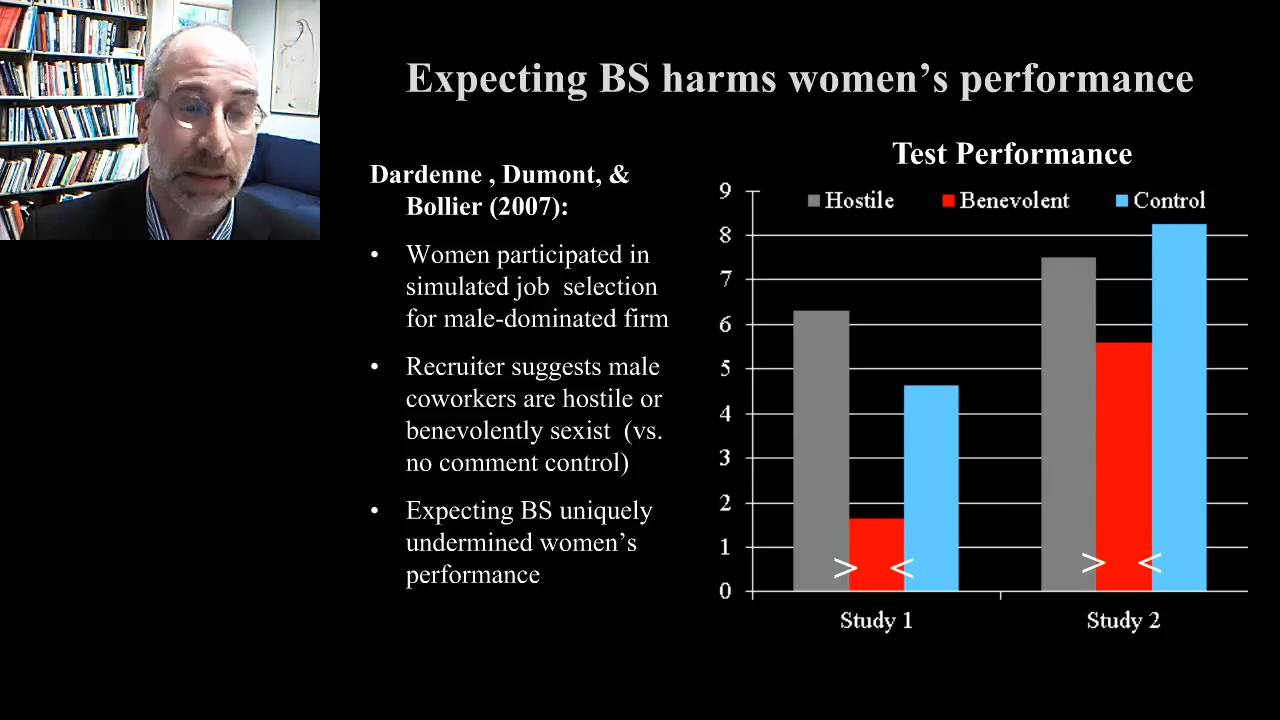 Expecting BS harms women’s performance
Dardenne , Dumont, &
Bollier (2007):
• Women participated in
simulated job selection
for male-dominated firm
• Recruiter suggests male
coworkers are hostile or
benevolently sexist (vs.
no comment control)
• Expecting BS uniquely
undermined women’s
performance
Test Performance
Hostile Benevolent Control
9
8
7
6
5
4
3
2
1
0
> < > <
Study 1 Study 2